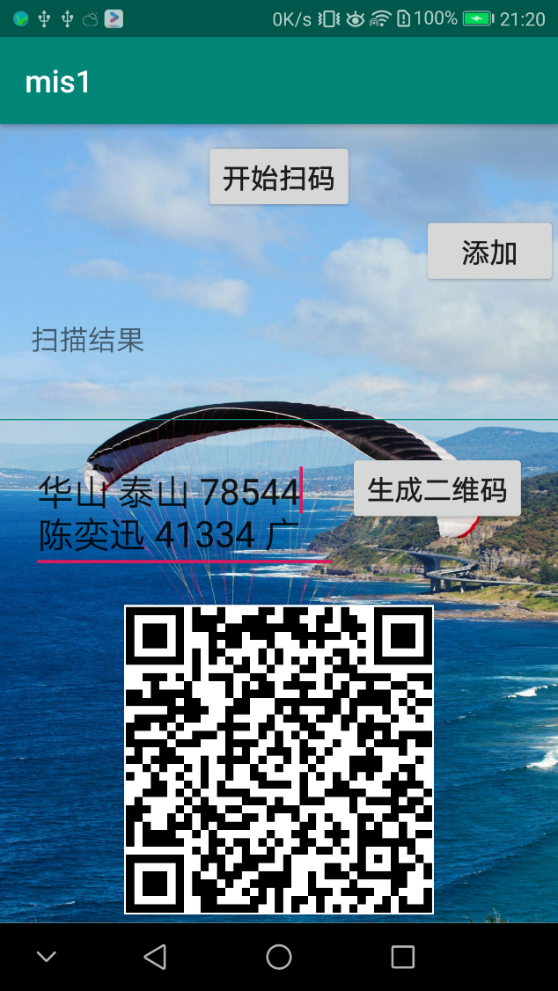 0K/s 100% 21:20
mis1
开始扫码
添加
扫描结果
华山 泰山 78544
陈奕迅 41334 广
生成二维码